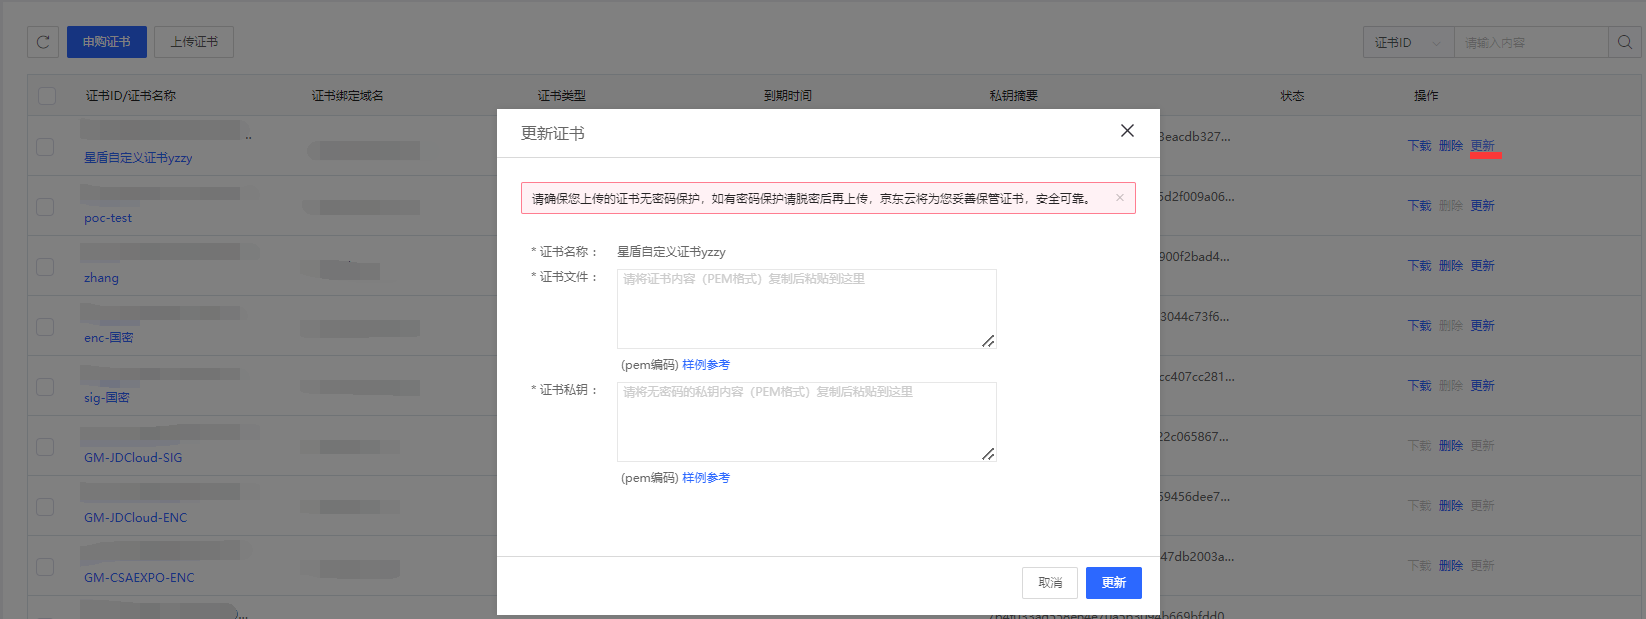 申购证书 上传证书 证书ID 请输入内容
证书ID/证书名称 证书绑定域名 证书类型 到期时间 私钥摘要 状态 操作
更新证书
请确保您上传的证书无密码保护，如有密码保护请脱密后再上传，京东云将为您妥善保管证书，安全可靠。
* 证书名称： 星盾自定义证书yzzy
* 证书文件： 请将证书内容（PEM格式）复制后粘贴到这里
(pem编码) 样例参考
* 证书私钥： 请将无密码的私钥内容（PEM格式）复制后粘贴到这里
(pem编码) 样例参考
取消 更新
..
星盾自定义证书yzzy 3eacdb327... 下载 删除 更新
poc-test 5d2f009a06... 下载 删除 更新
zhang 900f2bad4... 下载 删除 更新
enc-国密 3044c73f6... 下载 删除 更新
sig-国密 cc407cc281... 下载 删除 更新
GM-JDCloud-SIG 22c065867... 下载 删除 更新
GM-JDCloud-ENC 59456dee7... 下载 删除 更新
GM-CSAEXPO-ENC 47db2003a... 下载 删除 更新